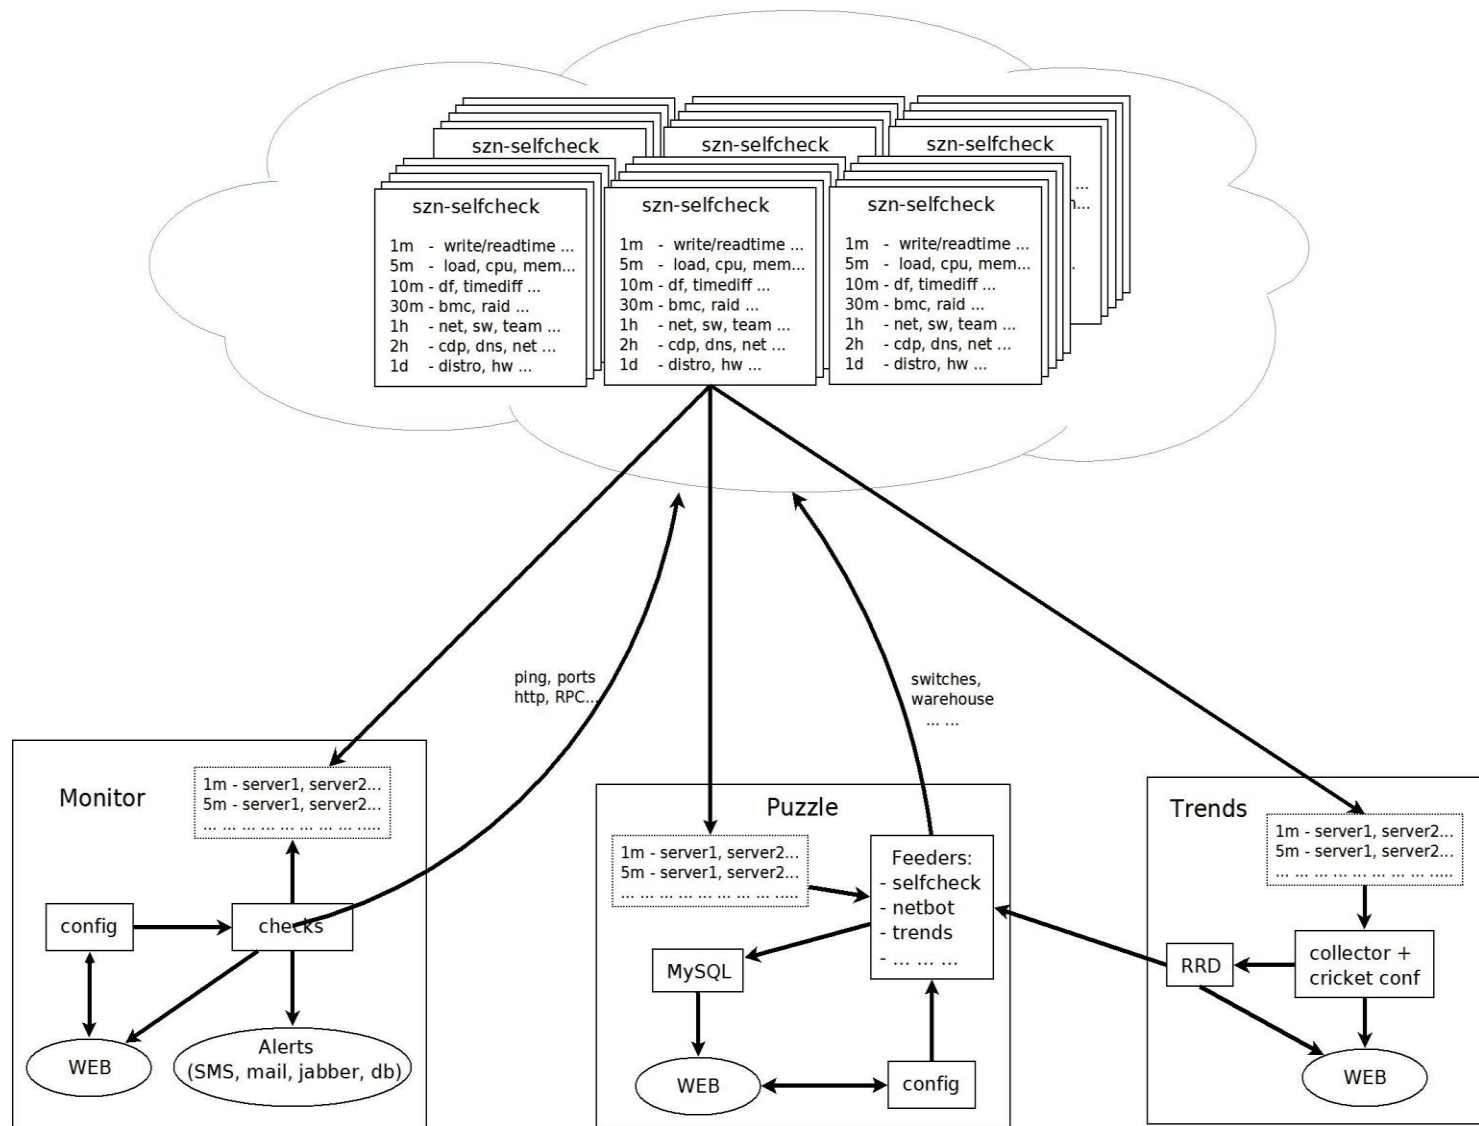 szn-selfcheck
szn-selfcheck
szn-selfcheck
szn-selfcheck
1m - write/readtime ...
5m - load, cpu, mem...
10m - df, timediff ...
30m - bmc, raid ...
1h - net, sw, team ...
2h - cdp, dns, net ...
1d - distro, hw ...
szn-selfcheck
1m - write/readtime ...
5m - load, cpu, mem...
10m - df, timediff ...
30m - bmc, raid ...
1h - net, sw, team ...
2h - cdp, dns, net ...
1d - distro, hw ...
szn-selfcheck
1m - write/readtime ...
5m - load, cpu, mem...
10m - df, timediff ...
30m - bmc, raid ...
1h - net, sw, team ...
2h - cdp, dns, net ...
1d - distro, hw ...
ping, ports
http, RPC...
switches,
warehouse
... ...
Monitor
1m - server1, server2...
5m - server1, server2...
... ... ... ... ... ... ... ... .....
config
checks
WEB
Alerts
(SMS, mail, jabber, db)
Puzzle
1m - server1, server2...
5m - server1, server2...
... ... ... ... ... ... ... ... .....
Feeders:
- selfcheck
- netbot
- trends
- ... ... ...
MySQL
WEB
config
Trends
1m - server1, server2...
5m - server1, server2...
... ... ... ... ... ... ... ... .....
RRD
collector +
cricket conf
WEB